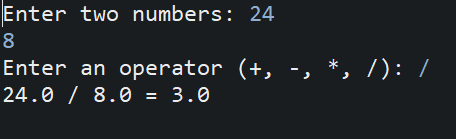 Enter two numbers: 24
8
Enter an operator (+, -, *, /): /
24.0 / 8.0 = 3.0